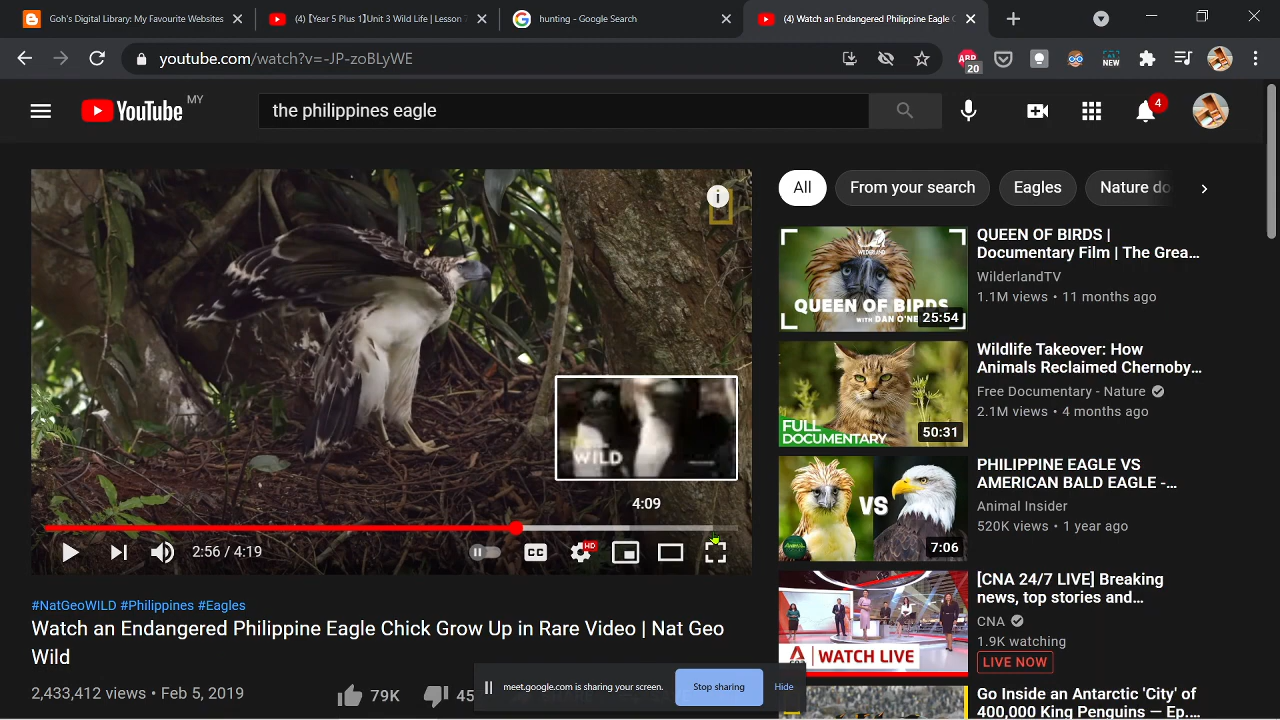 Goh's Digital Library: My Favourite Websites
(4) 【Year 5 Plus 1】Unit 3 Wild Life | Lesson 7
hunting - Google Search
(4) Watch an Endangered Philippine Eagle C
youtube.com/watch?v=-JP-zoBLyWE
ABP
20
NEW
YouTube MY
the philippines eagle
4
i
WILD
4:09
2:56 / 4:19
CC
HD
#NatGeoWILD #Philippines #Eagles
Watch an Endangered Philippine Eagle Chick Grow Up in Rare Video | Nat Geo
Wild
2,433,412 views • Feb 5, 2019
79K
45
meet.google.com is sharing your screen.
Stop sharing
Hide
All
From your search
Eagles
Nature do
WILDERLAND
QUEEN OF BIRDS
WITH DAN O'NE
25:54
QUEEN OF BIRDS |
Documentary Film | The Grea...
WilderlandTV
1.1M views • 11 months ago
FULL
DOCUMENTARY
50:31
Wildlife Takeover: How
Animals Reclaimed Chernoby...
Free Documentary - Nature
2.1M views • 4 months ago
VS
7:06
PHILIPPINE EAGLE VS
AMERICAN BALD EAGLE -...
Animal Insider
520K views • 1 year ago
WATCH LIVE
[CNA 24/7 LIVE] Breaking
news, top stories and...
CNA
1.9K watching
LIVE NOW
Go Inside an Antarctic 'City' of
400,000 King Penguins — Ep....